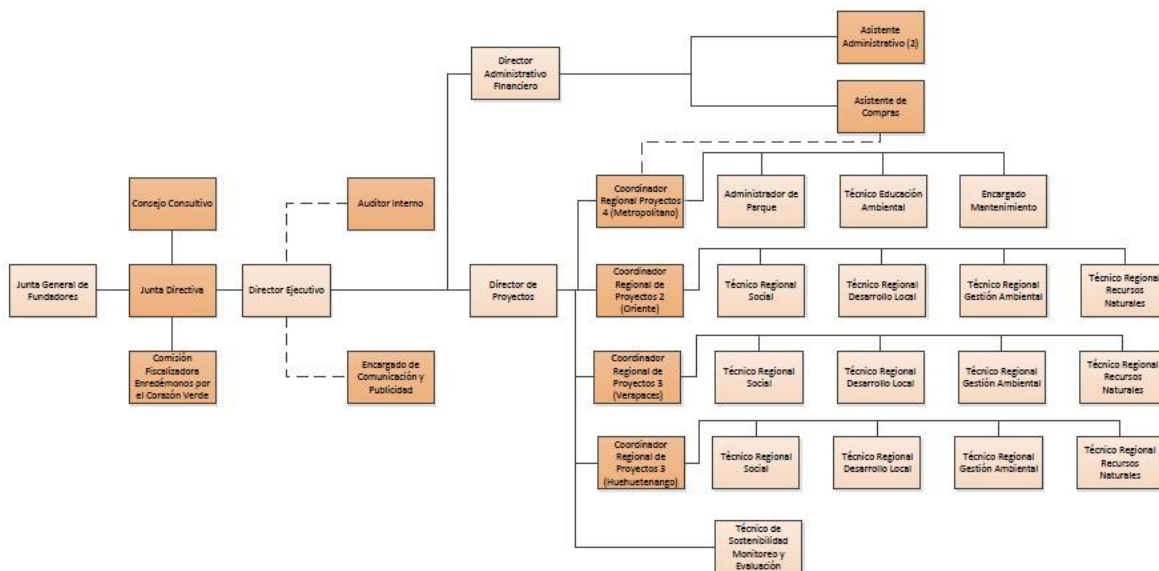 Asistente
Administrativo (2)
Director
Administrativo
Financiero
Asistente de
Compras
Coordinador
Regional Proyectos
4 (Metropolitano)
Administrador de
Parque
Técnico Educación
Ambiental
Encargado
Mantenimiento
Consejo Consultivo
Auditor Interno
Junta General de
Fundadores
Junta Directiva
Director Ejecutivo
Director de
Proyectos
Coordinador
Regional de
Proyectos 2
(Oriente)
Técnico Regional
Social
Técnico Regional
Desarrollo Local
Técnico Regional
Gestión Ambiental
Técnico Regional
Recursos
Naturales
Comisión
Fiscalizadora
Enredémonos por
el Corazón Verde
Encargado de
Comunicación y
Publicidad
Coordinador
Regional de
Proyectos 3
(Verapaces)
Técnico Regional
Social
Técnico Regional
Desarrollo Local
Técnico Regional
Gestión Ambiental
Técnico Regional
Recursos
Naturales
Coordinador
Regional de
Proyectos 3
(Huehuetenango)
Técnico Regional
Social
Técnico Regional
Desarrollo Local
Técnico Regional
Gestión Ambiental
Técnico Regional
Recursos
Naturales
Técnico de
Sostenibilidad
Monitoreo y
Evaluación